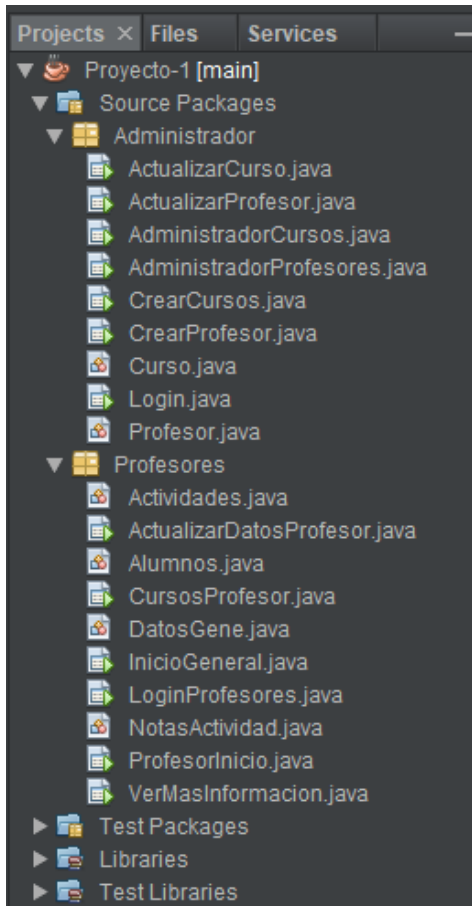 Projects × Files Services
Proyecto-1 [main]
Source Packages
Administrador
ActualizarCurso.java
ActualizarProfesor.java
AdministradorCursos.java
AdministradorProfesores.java
CrearCursos.java
CrearProfesor.java
Curso.java
Login.java
Profesor.java
Profesores
Actividades.java
ActualizarDatosProfesor.java
Alumnos.java
CursosProfesor.java
DatosGene.java
InicioGeneral.java
LoginProfesores.java
NotasActividad.java
ProfesorInicio.java
VerMasInformacion.java
Test Packages
Libraries
Test Libraries